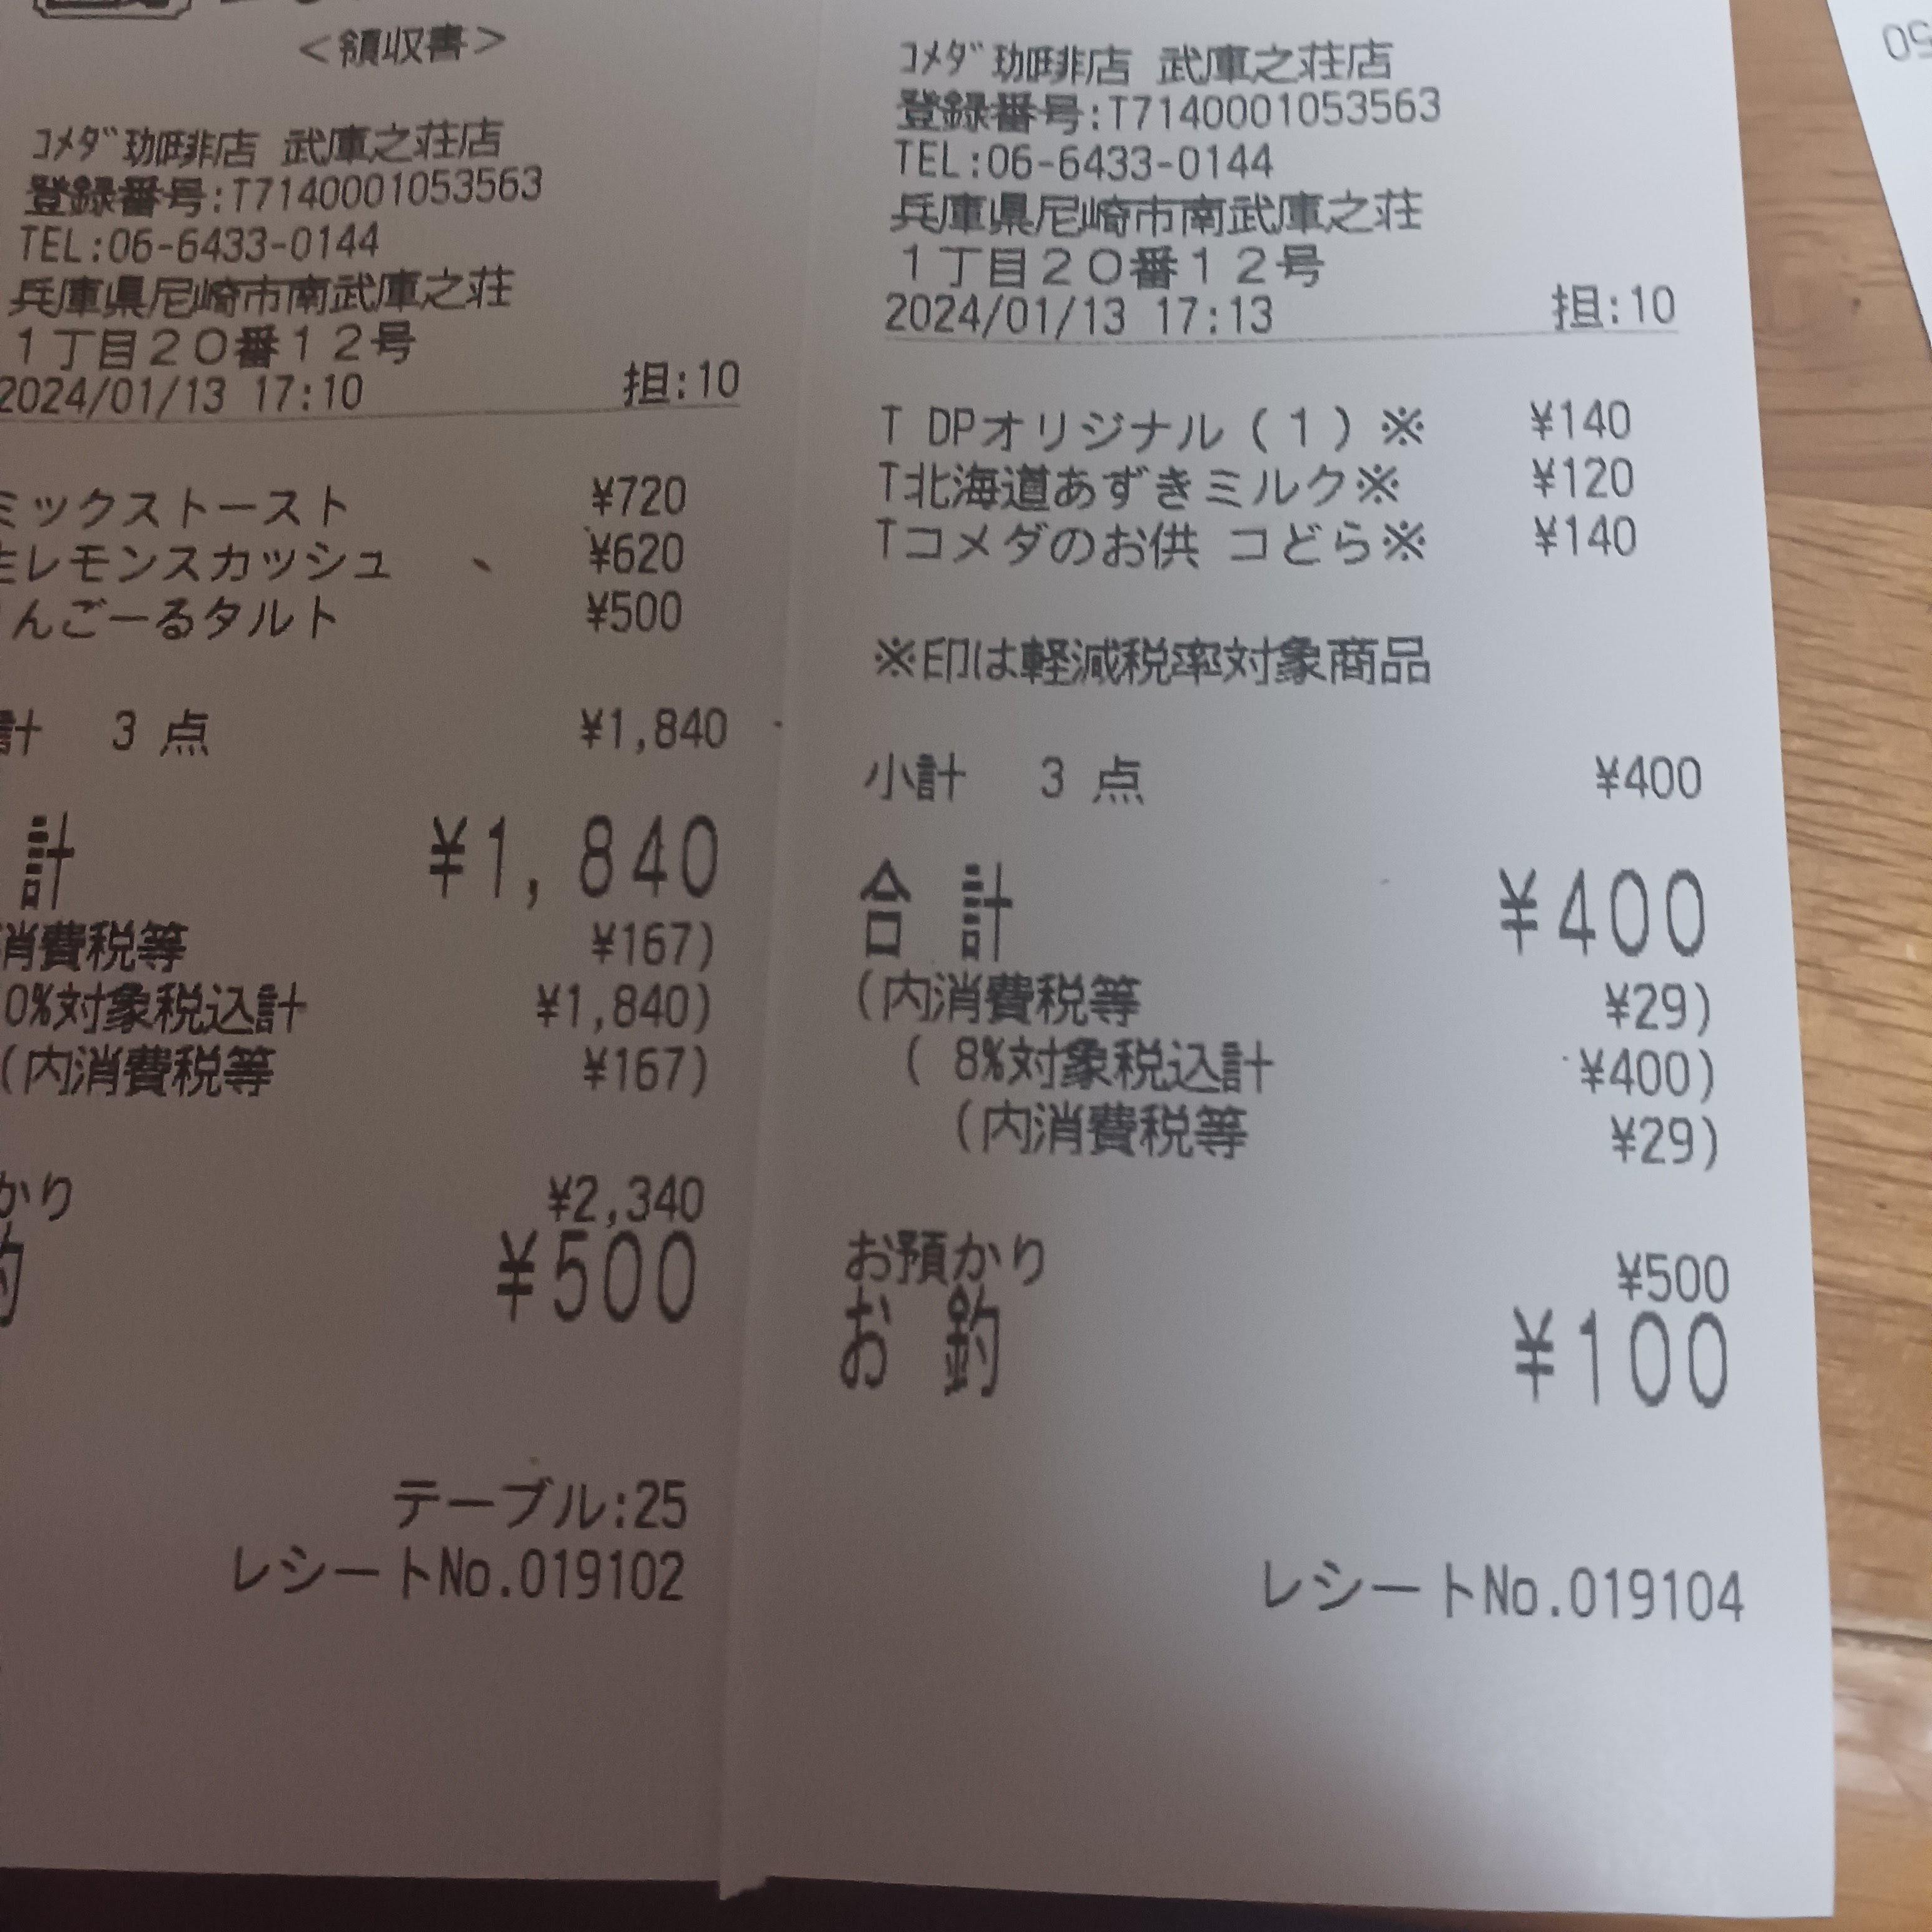 ＜領収書＞
ｺﾒﾀﾞ珈琲店 武庫之荘店
登録番号:T7140001053563
TEL:06-6433-0144
兵庫県尼崎市南武庫之荘
１丁目２０番１２号
2024/01/13 17:10 担:10
ミックストースト ¥720
生レモンスカッシュ ¥620
んごーるタルト ¥500
計 3 点 ¥1,840
計 ¥1,840
消費税等 ¥167)
0%対象税込計 ¥1,840)
(内消費税等 ¥167)
かり ¥2,340
釣 ¥500
テーブル:25
レシートNo.019102
ｺﾒﾀﾞ珈琲店 武庫之荘店
登録番号:T7140001053563
TEL:06-6433-0144
兵庫県尼崎市南武庫之荘
１丁目２０番１２号
2024/01/13 17:13 担:10
T DPオリジナル（１）※ ¥140
T北海道あずきミルク※ ¥120
Tコメダのお供 コどら※ ¥140
※印は軽減税率対象商品
小計 3 点 ¥400
合 計 ¥400
(内消費税等 ¥29)
( 8%対象税込計 ¥400)
(内消費税等 ¥29)
お預かり ¥500
お 釣 ¥100
レシートNo.019104